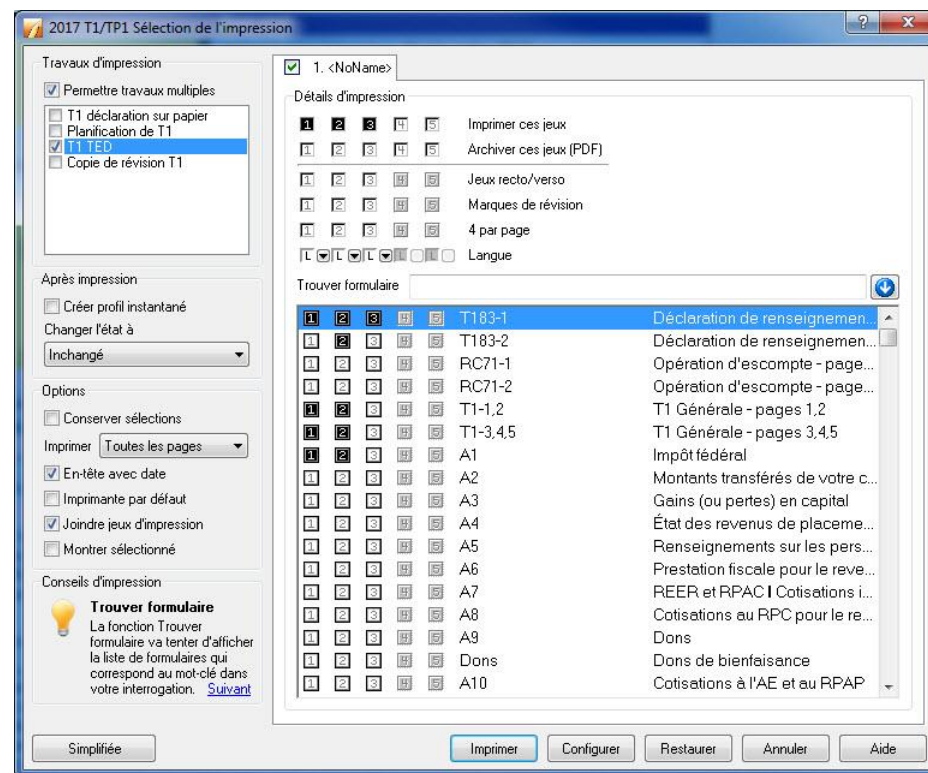 2017 T1/TP1 Sélection de l'impression
Travaux d'impression
Permettre travaux multiples
T1 déclaration sur papier
Planification de T1
T1 TED
Copie de révision T1
Après impression
Créer profil instantané
Changer l'état à
Inchangé
Options
Conserver sélections
Imprimer Toutes les pages
En-tête avec date
Imprimante par défaut
Joindre jeux d'impression
Montrer sélectionné
Conseils d'impression
Trouver formulaire
La fonction Trouver
formulaire va tenter d'afficher
la liste de formulaires qui
correspond au mot-clé dans
votre interrogation. Suivant
1. <NoName>
Détails d'impression
1 2 3 4 5 Imprimer ces jeux
1 2 3 4 5 Archiver ces jeux (PDF)
1 2 3 4 5 Jeux recto/verso
1 2 3 4 5 Marques de révision
1 2 3 4 5 4 par page
L L L L L Langue
Trouver formulaire
1 2 3 4 5 T183-1 Déclaration de renseignemen...
1 2 3 4 5 T183-2 Déclaration de renseignemen...
1 2 3 4 5 RC71-1 Opération d'escompte - page...
1 2 3 4 5 RC71-2 Opération d'escompte - page...
1 2 3 4 5 T1-1,2 T1 Générale - pages 1,2
1 2 3 4 5 T1-3,4,5 T1 Générale - pages 3,4,5
1 2 3 4 5 A1 Impôt fédéral
1 2 3 4 5 A2 Montants transférés de votre c...
1 2 3 4 5 A3 Gains (ou pertes) en capital
1 2 3 4 5 A4 État des revenus de placeme...
1 2 3 4 5 A5 Renseignements sur les pers...
1 2 3 4 5 A6 Prestation fiscale pour le reve...
1 2 3 4 5 A7 REER et RPAC I Cotisations i...
1 2 3 4 5 A8 Cotisations au RPC pour le re...
1 2 3 4 5 A9 Dons
1 2 3 4 5 Dons Dons de bienfaisance
1 2 3 4 5 A10 Cotisations à l'AE et au RPAP
Simplifiée Imprimer Configurer Restaurer Annuler Aide